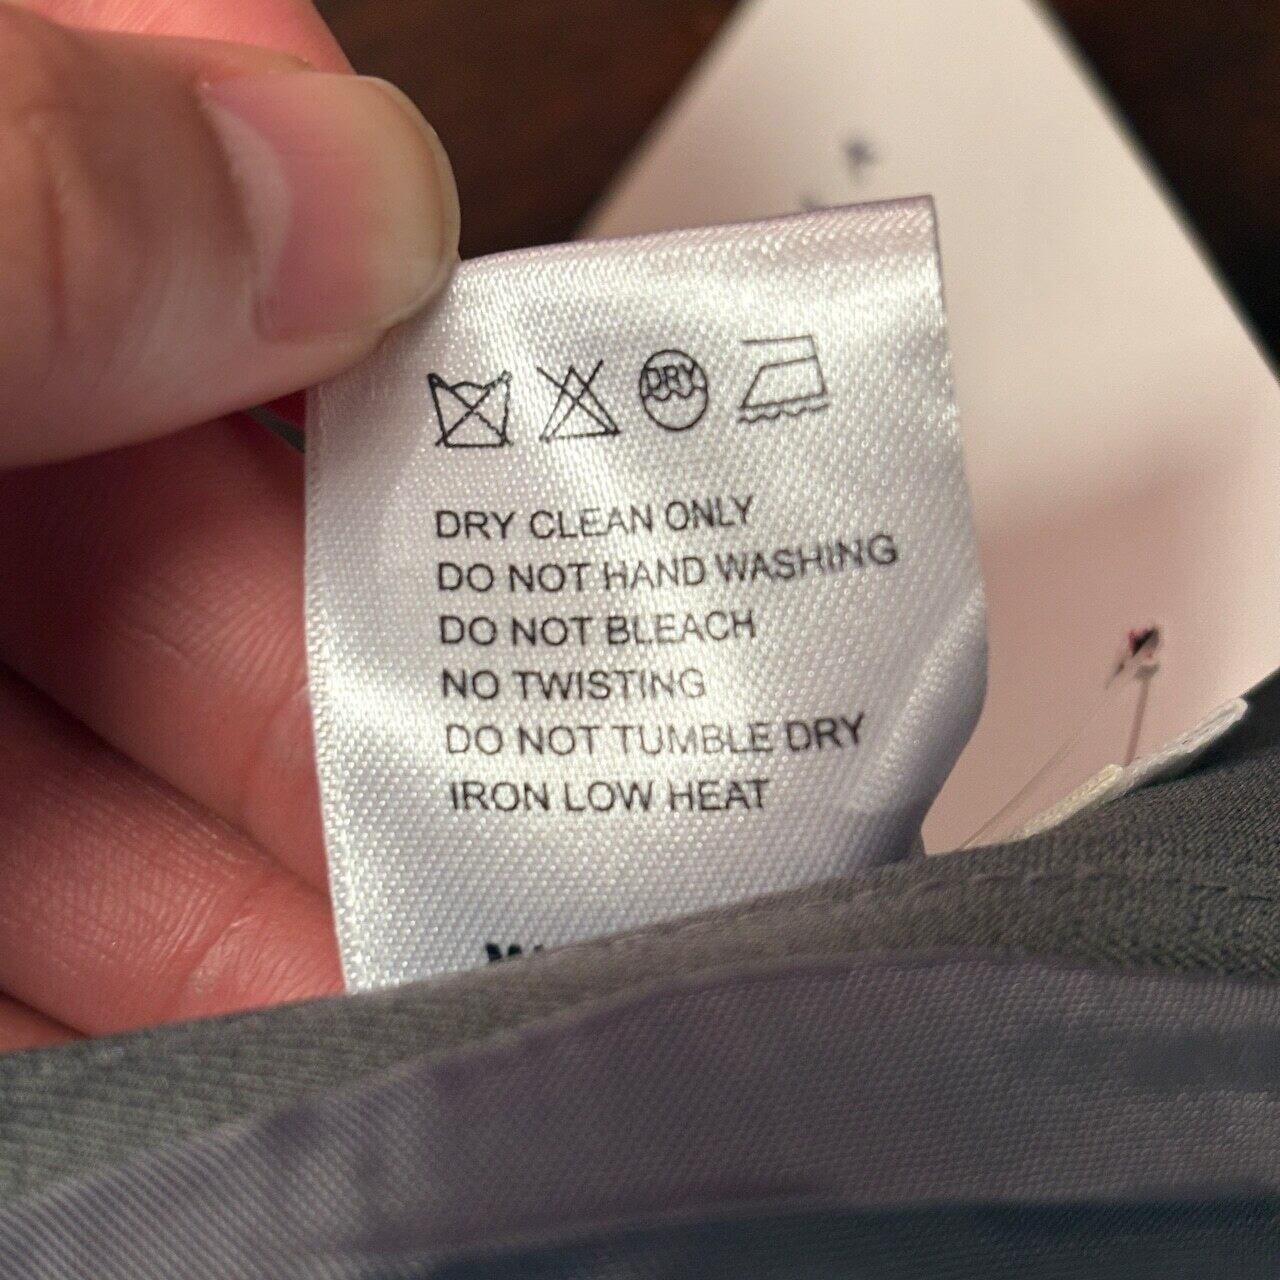 DRY
DRY CLEAN ONLY
DO NOT HAND WASHING
DO NOT BLEACH
NO TWISTING
DO NOT TUMBLE DRY
IRON LOW HEAT